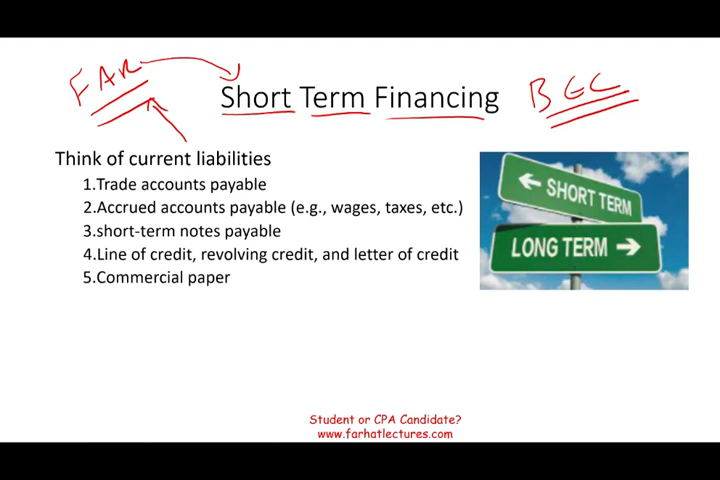 FAR
Short Term Financing
BEC
Think of current liabilities
1.Trade accounts payable
2.Accrued accounts payable (e.g., wages, taxes, etc.)
3.short-term notes payable
4.Line of credit, revolving credit, and letter of credit
5.Commercial paper
← SHORT TERM
LONG TERM →
Student or CPA Candidate?
www.farhatlectures.com